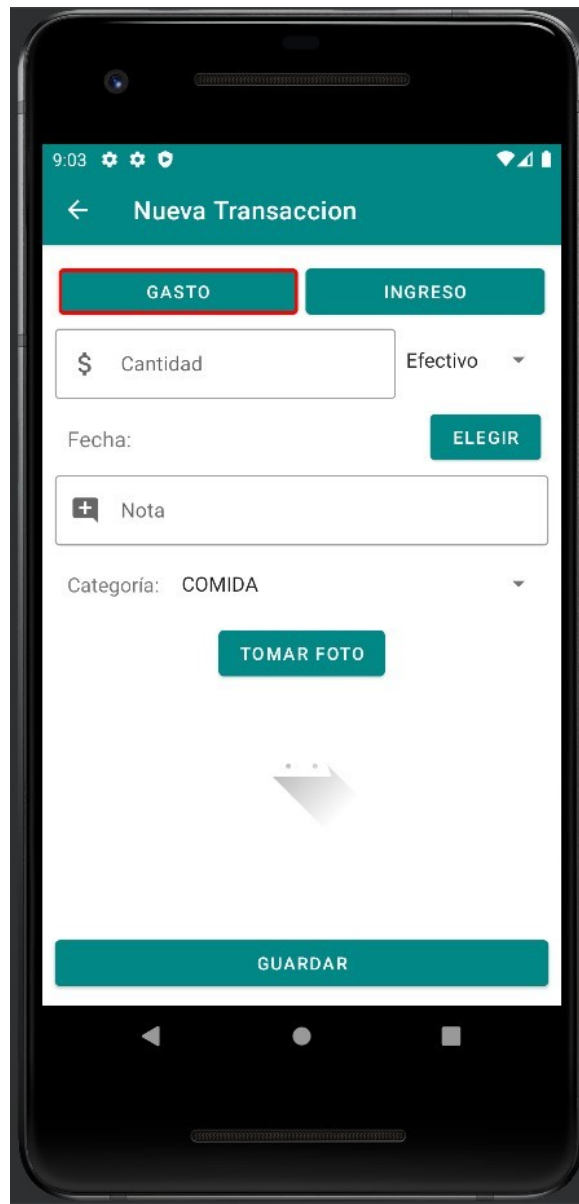 9:03
Nueva Transaccion
GASTO INGRESO
$ Cantidad Efectivo
Fecha: ELEGIR
Nota
Categoría: COMIDA
TOMAR FOTO
GUARDAR